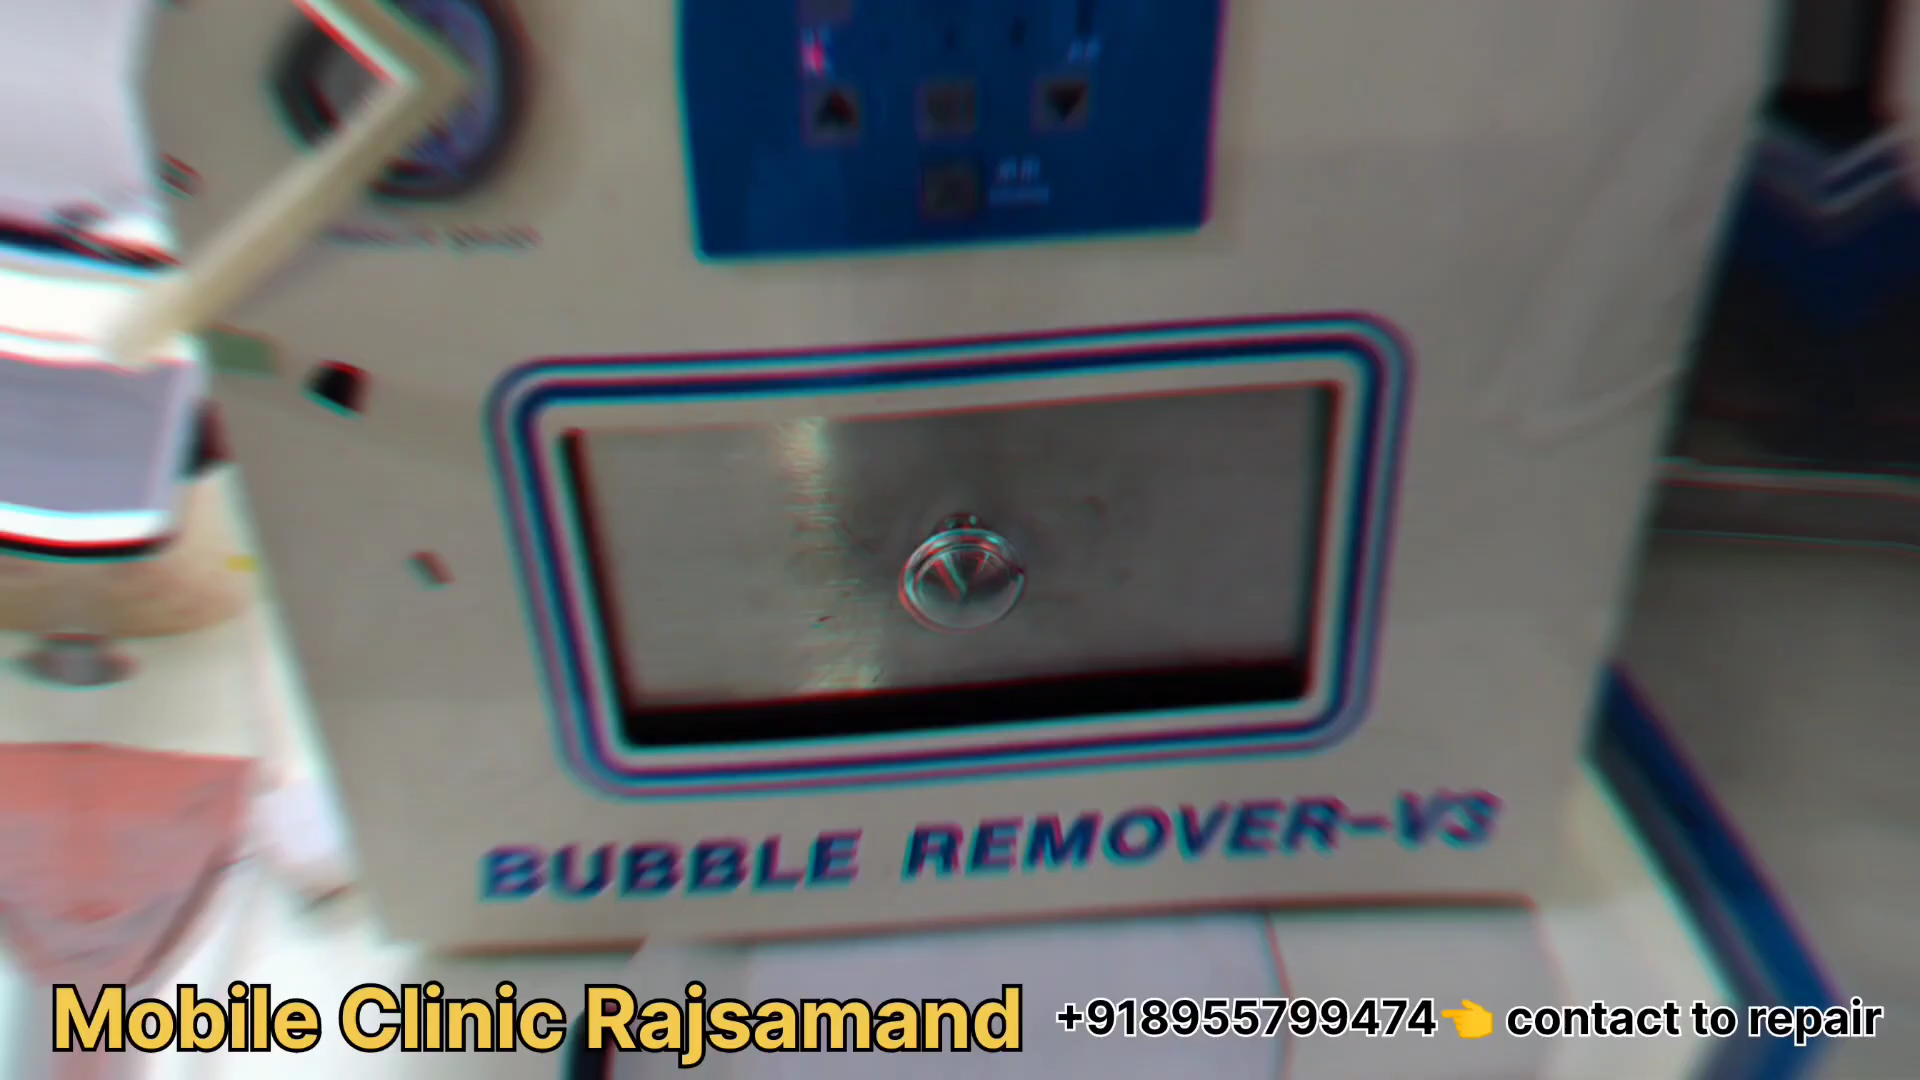 BUBBLE REMOVER-V3
Mobile Clinic Rajsamand
+918955799474👈 contact to repair